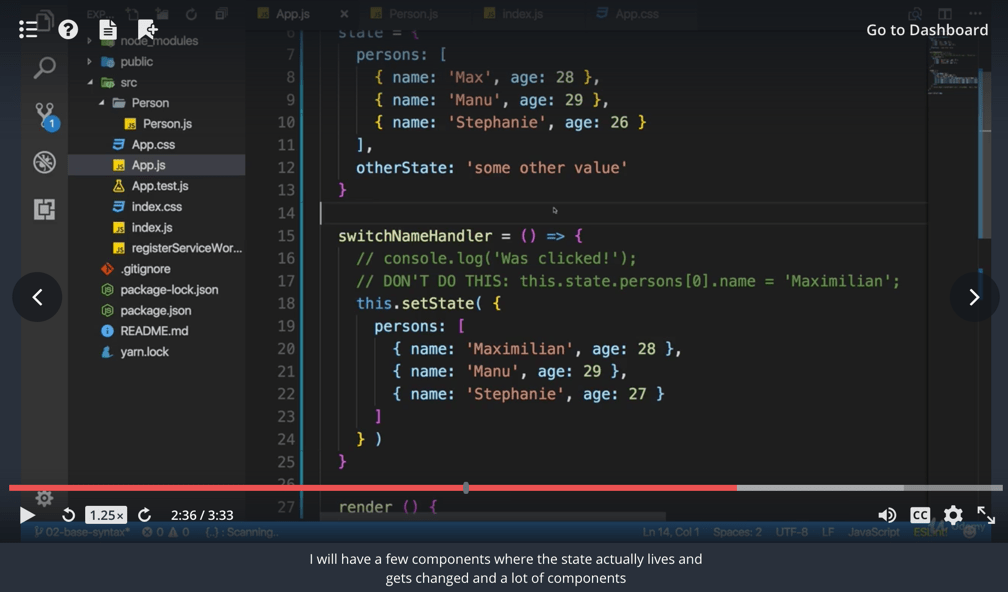 EXP...
App.js
Person.js
index.js
App.css
Go to Dashboard
node_modules
public
src
Person
Person.js
App.css
App.js
App.test.js
index.css
index.js
registerServiceWor...
.gitignore
package-lock.json
package.json
README.md
yarn.lock
1
6 state = {
7 persons: [
8 { name: 'Max', age: 28 },
9 { name: 'Manu', age: 29 },
10 { name: 'Stephanie', age: 26 }
11 ],
12 otherState: 'some other value'
13 }
14
15 switchNameHandler = () => {
16 // console.log('Was clicked!');
17 // DON'T DO THIS: this.state.persons[0].name = 'Maximilian';
18 this.setState( {
19 persons: [
20 { name: 'Maximilian', age: 28 },
21 { name: 'Manu', age: 29 },
22 { name: 'Stephanie', age: 27 }
23 ]
24 } )
25 }
26
27 render () {
1.25x
2:36 / 3:33
CC
02-base-syntax* 0 0 {..}: Scanning..
Ln 14, Col 1 Spaces: 2 UTF-8 LF JavaScript ESLint
I will have a few components where the state actually lives and
gets changed and a lot of components